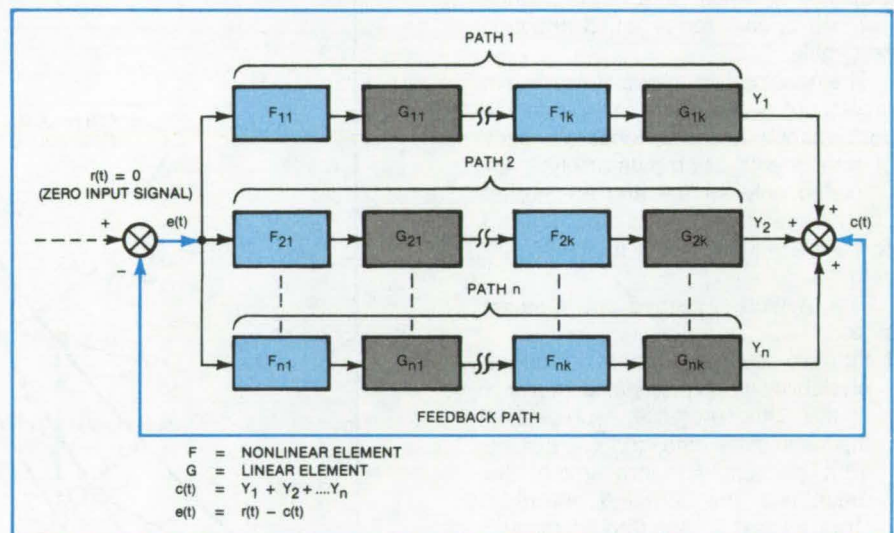 PATH 1
F11 G11 F1k G1k Y1
PATH 2
r(t) = 0
(ZERO INPUT SIGNAL)
+ e(t) F21 G21 F2k G2k Y2 + + c(t)
−
+
PATH n
Fn1 Gn1 Fnk Gnk Yn
FEEDBACK PATH
F = NONLINEAR ELEMENT
G = LINEAR ELEMENT
c(t) = Y1 + Y2 +....Yn
e(t) = r(t) − c(t)